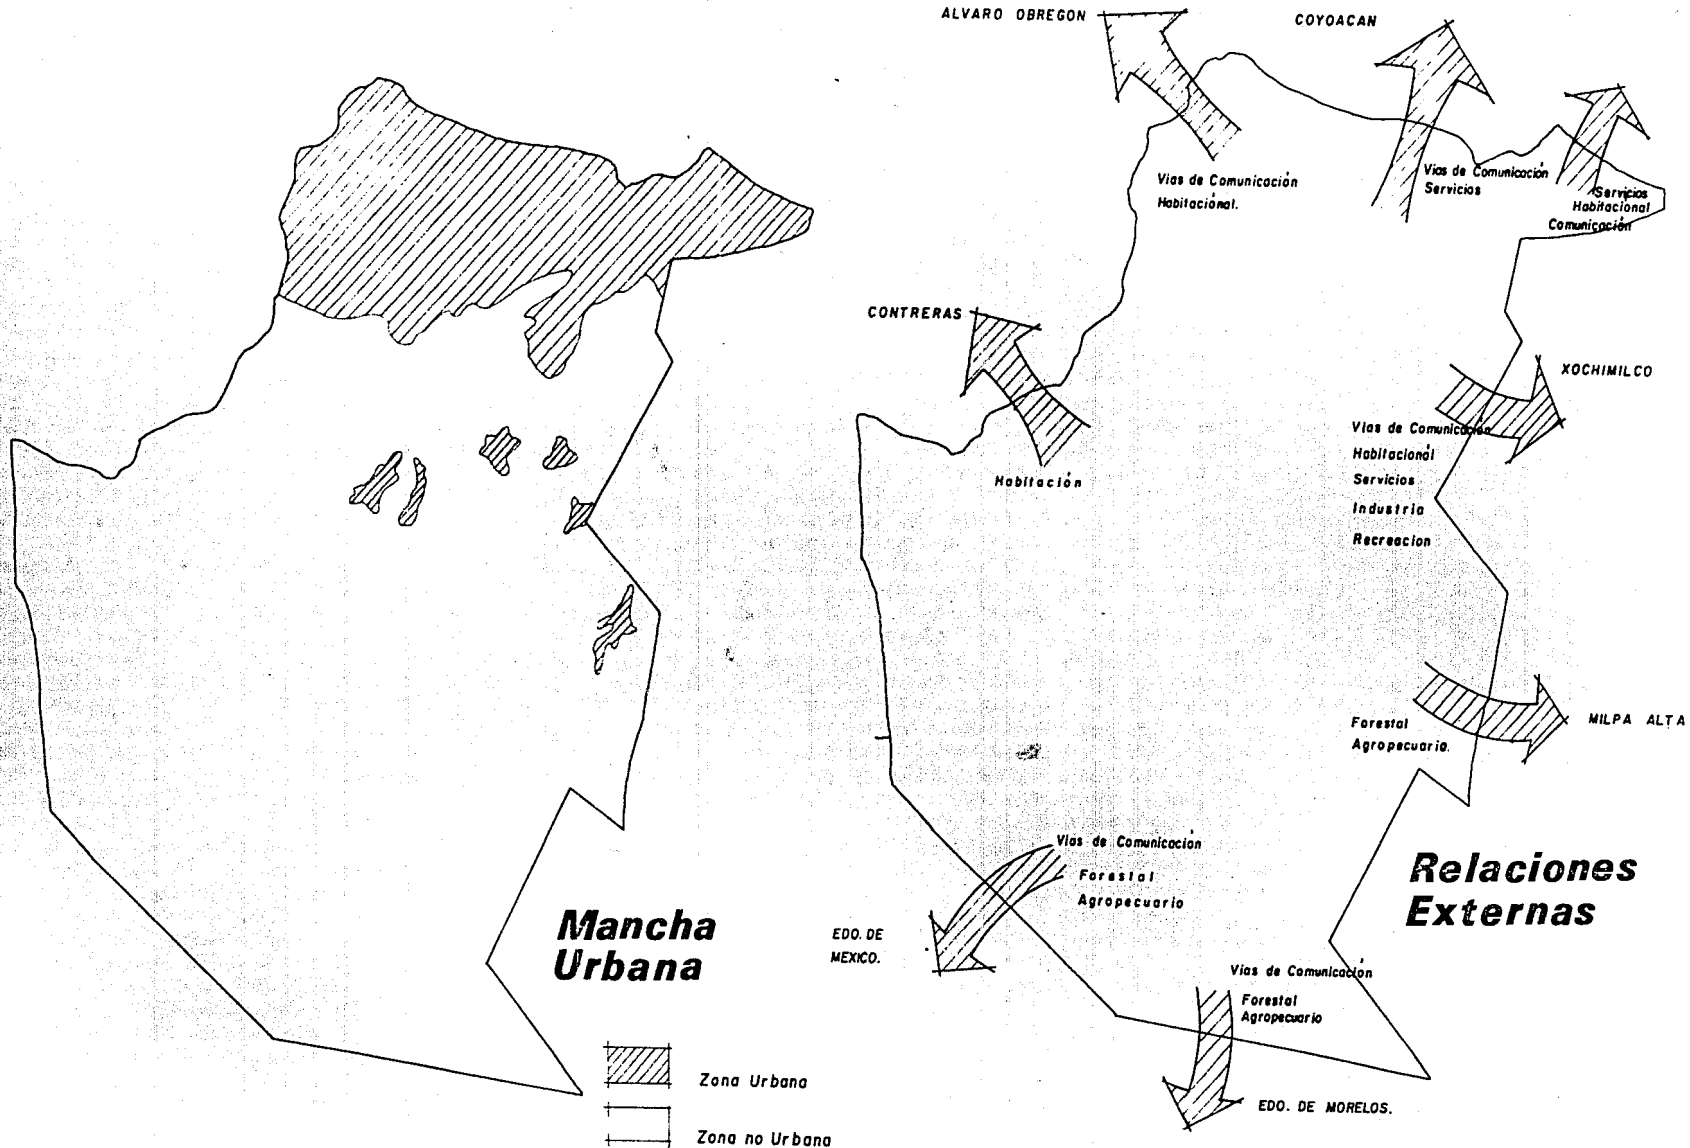 Mancha
Urbana
Zona Urbana
Zona no Urbana
ALVARO OBREGON
COYOACAN
Vias de Comunicación
Habitacional.
Vias de Comunicación
Servicios
Servicios
Habitacional
Comunicación
CONTRERAS
Habitación
XOCHIMILCO
Vias de Comunicación
Habitacional
Servicios
Industria
Recreacion
MILPA ALTA
Forestal
Agropecuario.
Vias de Comunicación
Forestal
Agropecuario
EDO. DE
MEXICO.
Vias de Comunicación
Forestal
Agropecuario
EDO. DE MORELOS.
Relaciones
Externas